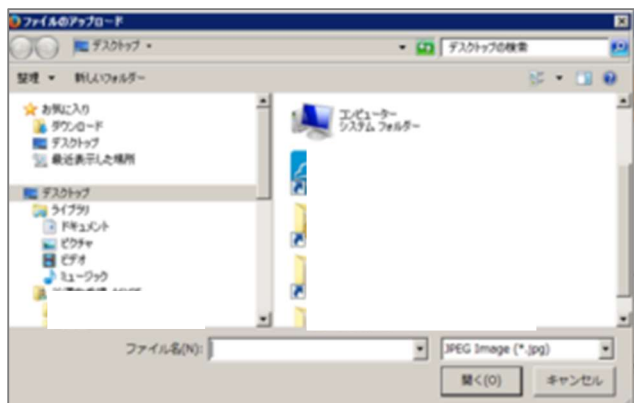 ファイルのアップロード
デスクトップ
デスクトップの検索
整理 新しいフォルダー
お気に入り
ダウンロード
デスクトップ
最近表示した場所
デスクトップ
ライブラリ
ドキュメント
ピクチャ
ビデオ
ミュージック
コンピューター
システム フォルダー
ファイル名(N):
JPEG Image (*.jpg)
開く(O) キャンセル